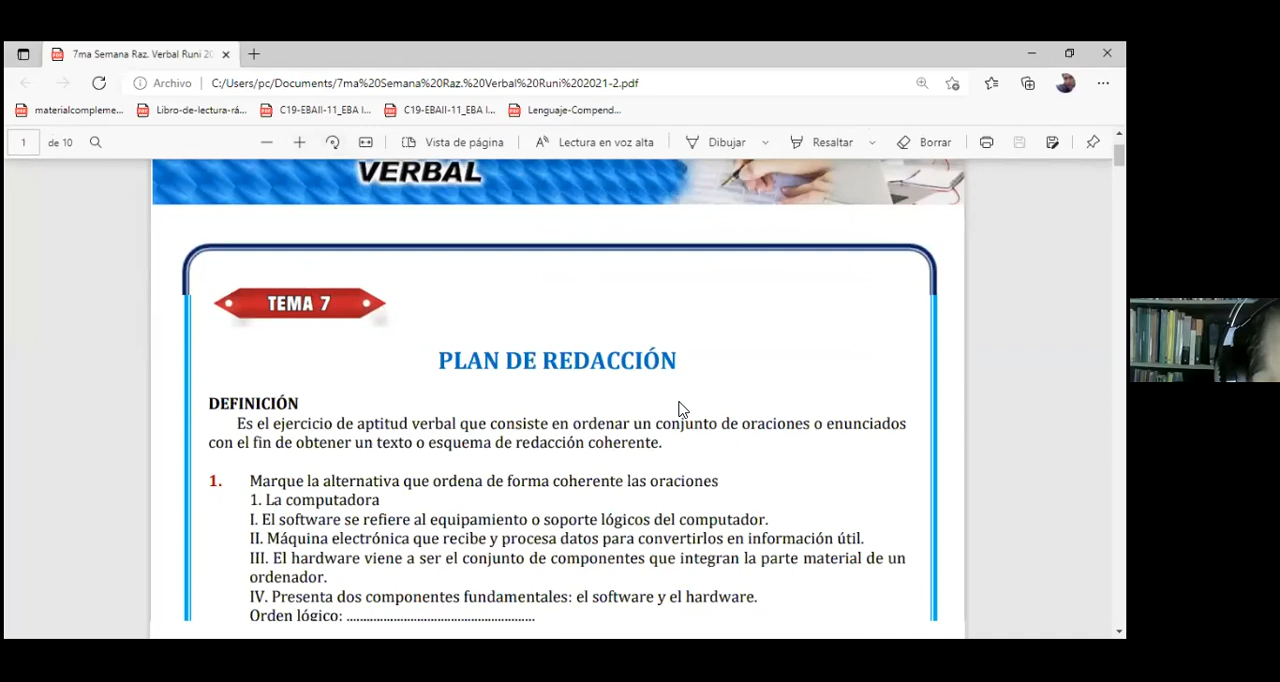 7ma Semana Raz. Verbal Runi 20
Archivo C:/Users/pc/Documents/7ma%20Semana%20Raz.%20Verbal%20Runi%202021-2.pdf
materialcompleme... Libro-de-lectura-rá... C19-EBAII-11_EBA I... C19-EBAII-11_EBA I... Lenguaje-Compend...
1 de 10 Vista de página Lectura en voz alta Dibujar Resaltar Borrar
VERBAL
TEMA 7
PLAN DE REDACCIÓN
DEFINICIÓN
Es el ejercicio de aptitud verbal que consiste en ordenar un conjunto de oraciones o enunciados
con el fin de obtener un texto o esquema de redacción coherente.
1. Marque la alternativa que ordena de forma coherente las oraciones
1. La computadora
I. El software se refiere al equipamiento o soporte lógicos del computador.
II. Máquina electrónica que recibe y procesa datos para convertirlos en información útil.
III. El hardware viene a ser el conjunto de componentes que integran la parte material de un
ordenador.
IV. Presenta dos componentes fundamentales: el software y el hardware.
Orden lógico: ........................................................